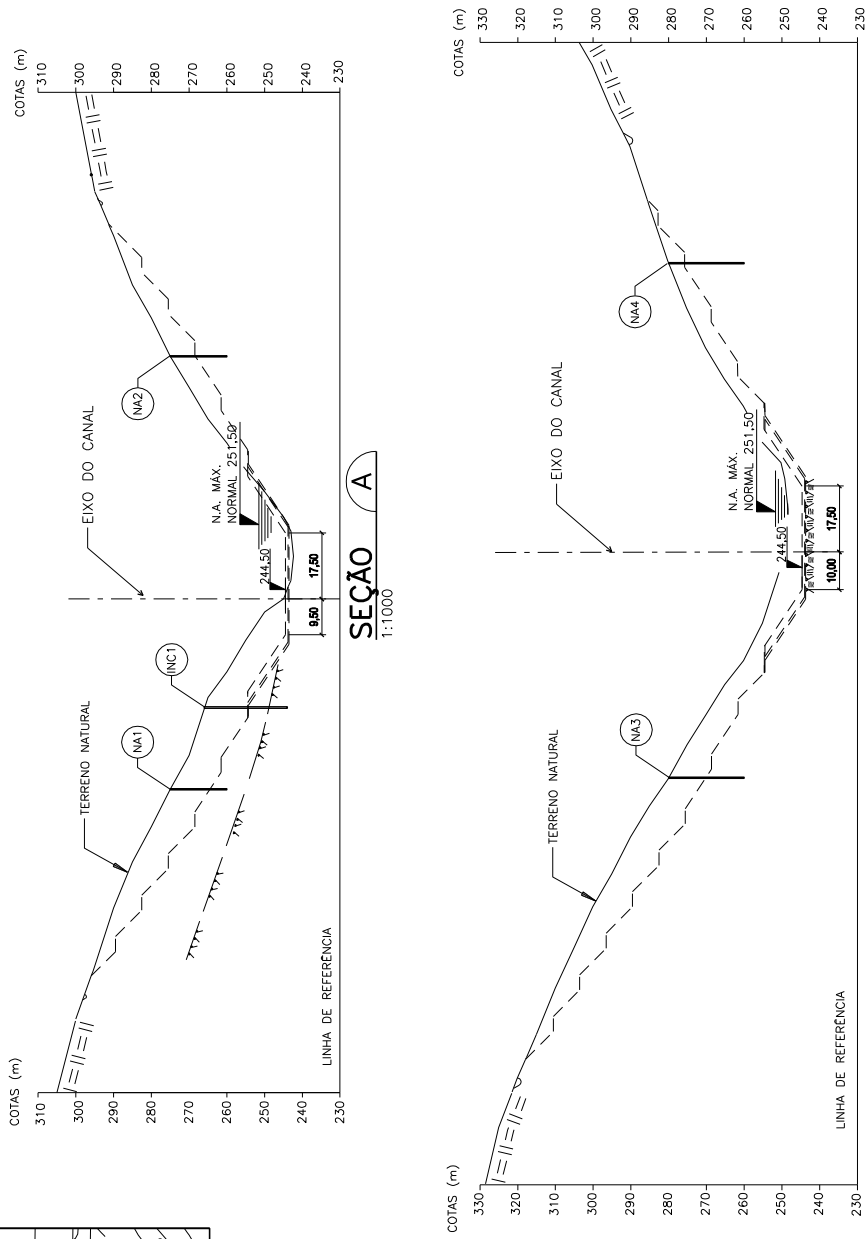 COTAS (m)
310
300
290
280
270
260
250
240
230
COTAS (m)
310
300
290
280
270
260
250
240
230
TERRENO NATURAL
NA1
INC1
EIXO DO CANAL
NA2
N.A. MÁX.
NORMAL 251,50
244,50
9,50
17,50
LINHA DE REFERÊNCIA
SEÇÃO A
1:1000
COTAS (m)
330
320
310
300
290
280
270
260
250
240
230
COTAS (m)
330
320
310
300
290
280
270
260
250
240
230
TERRENO NATURAL
NA3
EIXO DO CANAL
NA4
N.A. MÁX.
NORMAL 251,50
244,50
10,00
17,50
LINHA DE REFERÊNCIA